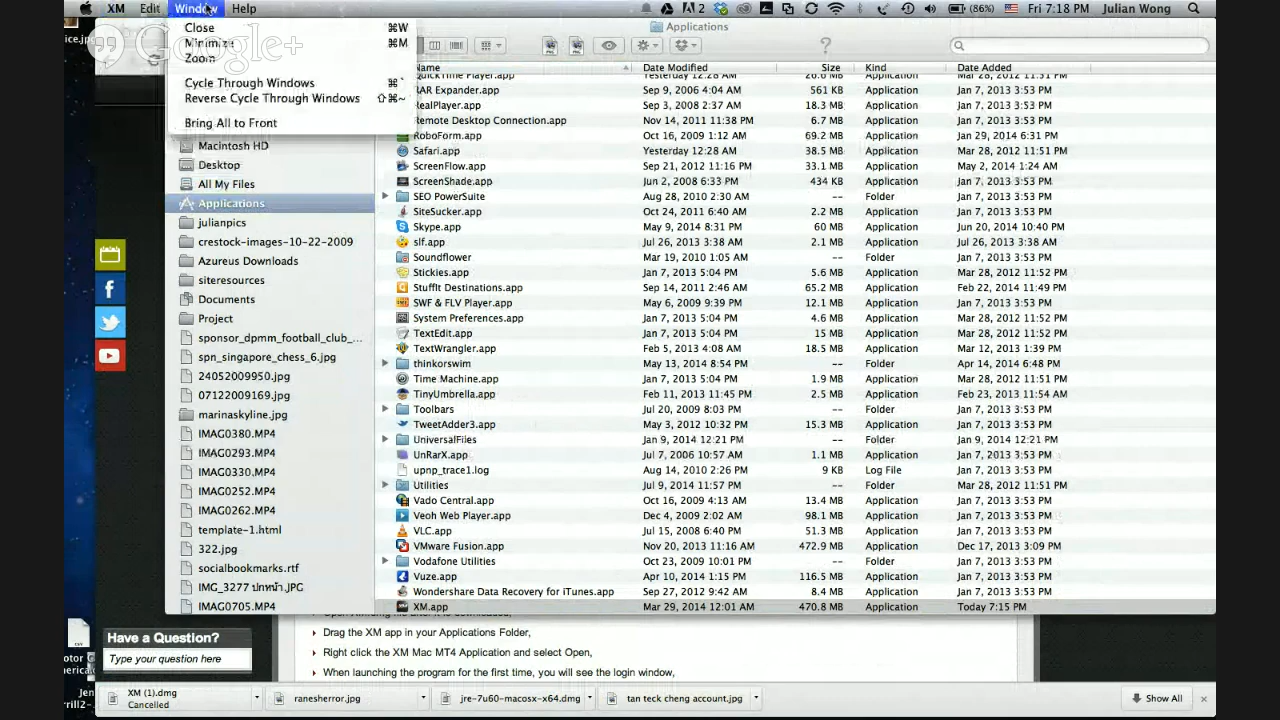 XM Edit Window Help
2 (86%) Fri 7:18 PM Julian Wong
Google+
Close ⌘W
Minimize ⌘M
Zoom
Cycle Through Windows ⌘`
Reverse Cycle Through Windows ⇧⌘~
Bring All to Front
Macintosh HD
Desktop
All My Files
Applications
julianpics
crestock-images-10-22-2009
Azureus Downloads
siteresources
Documents
Project
sponsor_dpmm_football_club_...
spn_singapore_chess_6.jpg
24052009950.jpg
07122009169.jpg
marinaskyline.jpg
IMAG0380.MP4
IMAG0293.MP4
IMAG0330.MP4
IMAG0252.MP4
IMAG0262.MP4
template-1.html
322.jpg
socialbookmarks.rtf
IMG_3277 ปกหน้า.JPG
IMAG0705.MP4
Applications
Name Date Modified Size Kind Date Added
QuickTime Player.app Yesterday 12:28 AM 26.6 MB Application Mar 28, 2012 11:51 PM
RAR Expander.app Sep 9, 2006 4:04 AM 561 KB Application Jan 7, 2013 3:53 PM
RealPlayer.app Sep 3, 2008 2:37 AM 18.3 MB Application Jan 7, 2013 3:53 PM
Remote Desktop Connection.app Nov 14, 2011 11:38 PM 6.7 MB Application Jan 7, 2013 3:53 PM
RoboForm.app Oct 16, 2009 1:12 AM 69.2 MB Application Jan 29, 2014 6:31 PM
Safari.app Yesterday 12:28 AM 38.5 MB Application Mar 28, 2012 11:51 PM
ScreenFlow.app Sep 21, 2012 11:16 PM 33.1 MB Application May 2, 2014 1:24 AM
ScreenShade.app Jun 2, 2008 6:33 PM 434 KB Application Jan 7, 2013 3:53 PM
SEO PowerSuite Aug 28, 2010 2:30 AM -- Folder Jan 7, 2013 3:53 PM
SiteSucker.app Oct 24, 2011 6:40 AM 2.2 MB Application Jan 7, 2013 3:53 PM
Skype.app May 9, 2014 8:31 PM 60 MB Application Jun 20, 2014 10:40 PM
slf.app Jul 26, 2013 3:38 AM 2.1 MB Application Jan 7, 2013 3:53 PM
Soundflower Mar 19, 2010 1:05 AM -- Folder Jan 7, 2013 3:53 PM
Stickies.app Jan 7, 2013 5:04 PM 5.6 MB Application Mar 28, 2012 11:52 PM
StuffIt Destinations.app Sep 14, 2011 2:46 AM 65.2 MB Application Feb 22, 2014 11:49 PM
SWF & FLV Player.app May 6, 2009 9:39 PM 12.1 MB Application Jan 7, 2013 3:53 PM
System Preferences.app Jan 7, 2013 5:04 PM 4.6 MB Application Mar 28, 2012 11:52 PM
TextEdit.app Jan 7, 2013 5:04 PM 15 MB Application Mar 28, 2012 11:52 PM
TextWrangler.app Feb 5, 2013 4:08 AM 18.5 MB Application Mar 12, 2013 1:39 PM
thinkorswim May 13, 2014 8:54 PM -- Folder Apr 14, 2014 6:48 PM
Time Machine.app Jan 7, 2013 5:04 PM 1.9 MB Application Mar 28, 2012 11:51 PM
TinyUmbrella.app Feb 11, 2013 11:45 PM 2.5 MB Application Feb 23, 2013 11:54 AM
Toolbars Jul 20, 2009 8:03 PM -- Folder Jan 7, 2013 3:53 PM
TweetAdder3.app May 3, 2012 10:32 PM 15.3 MB Application Jan 7, 2013 3:53 PM
UniversalFiles Jan 9, 2014 12:21 PM -- Folder Jan 9, 2014 12:21 PM
UnRarX.app Jul 7, 2006 10:57 AM 1.1 MB Application Jan 7, 2013 3:53 PM
upnp_trace1.log Aug 14, 2010 2:26 PM 9 KB Log File Jan 7, 2013 3:53 PM
Utilities Jul 9, 2014 11:57 PM -- Folder Mar 28, 2012 11:51 PM
Vado Central.app Oct 16, 2009 4:13 AM 13.4 MB Application Jan 7, 2013 3:53 PM
Veoh Web Player.app Dec 4, 2009 2:02 AM 98.1 MB Application Jan 7, 2013 3:53 PM
VLC.app Jul 15, 2008 6:40 PM 51.3 MB Application Jan 7, 2013 3:53 PM
VMware Fusion.app Nov 20, 2013 11:16 AM 472.9 MB Application Dec 17, 2013 3:09 PM
Vodafone Utilities Oct 23, 2009 10:01 PM -- Folder Jan 7, 2013 3:53 PM
Vuze.app Apr 10, 2014 1:15 PM 116.5 MB Application Jan 7, 2013 3:53 PM
Wondershare Data Recovery for iTunes.app Sep 27, 2012 9:42 AM 8.4 MB Application Jan 7, 2013 3:53 PM
XM.app Mar 29, 2014 12:01 AM 470.8 MB Application Today 7:15 PM
Drag the XM app in your Applications Folder,
Right click the XM Mac MT4 Application and select Open,
When launching the program for the first time, you will see the login window,
Have a Question?
Type your question here
XM (1).dmg
Cancelled
ranesherror.jpg
jre-7u60-macosx-x64.dmg
tan teck cheng account.jpg
Show All